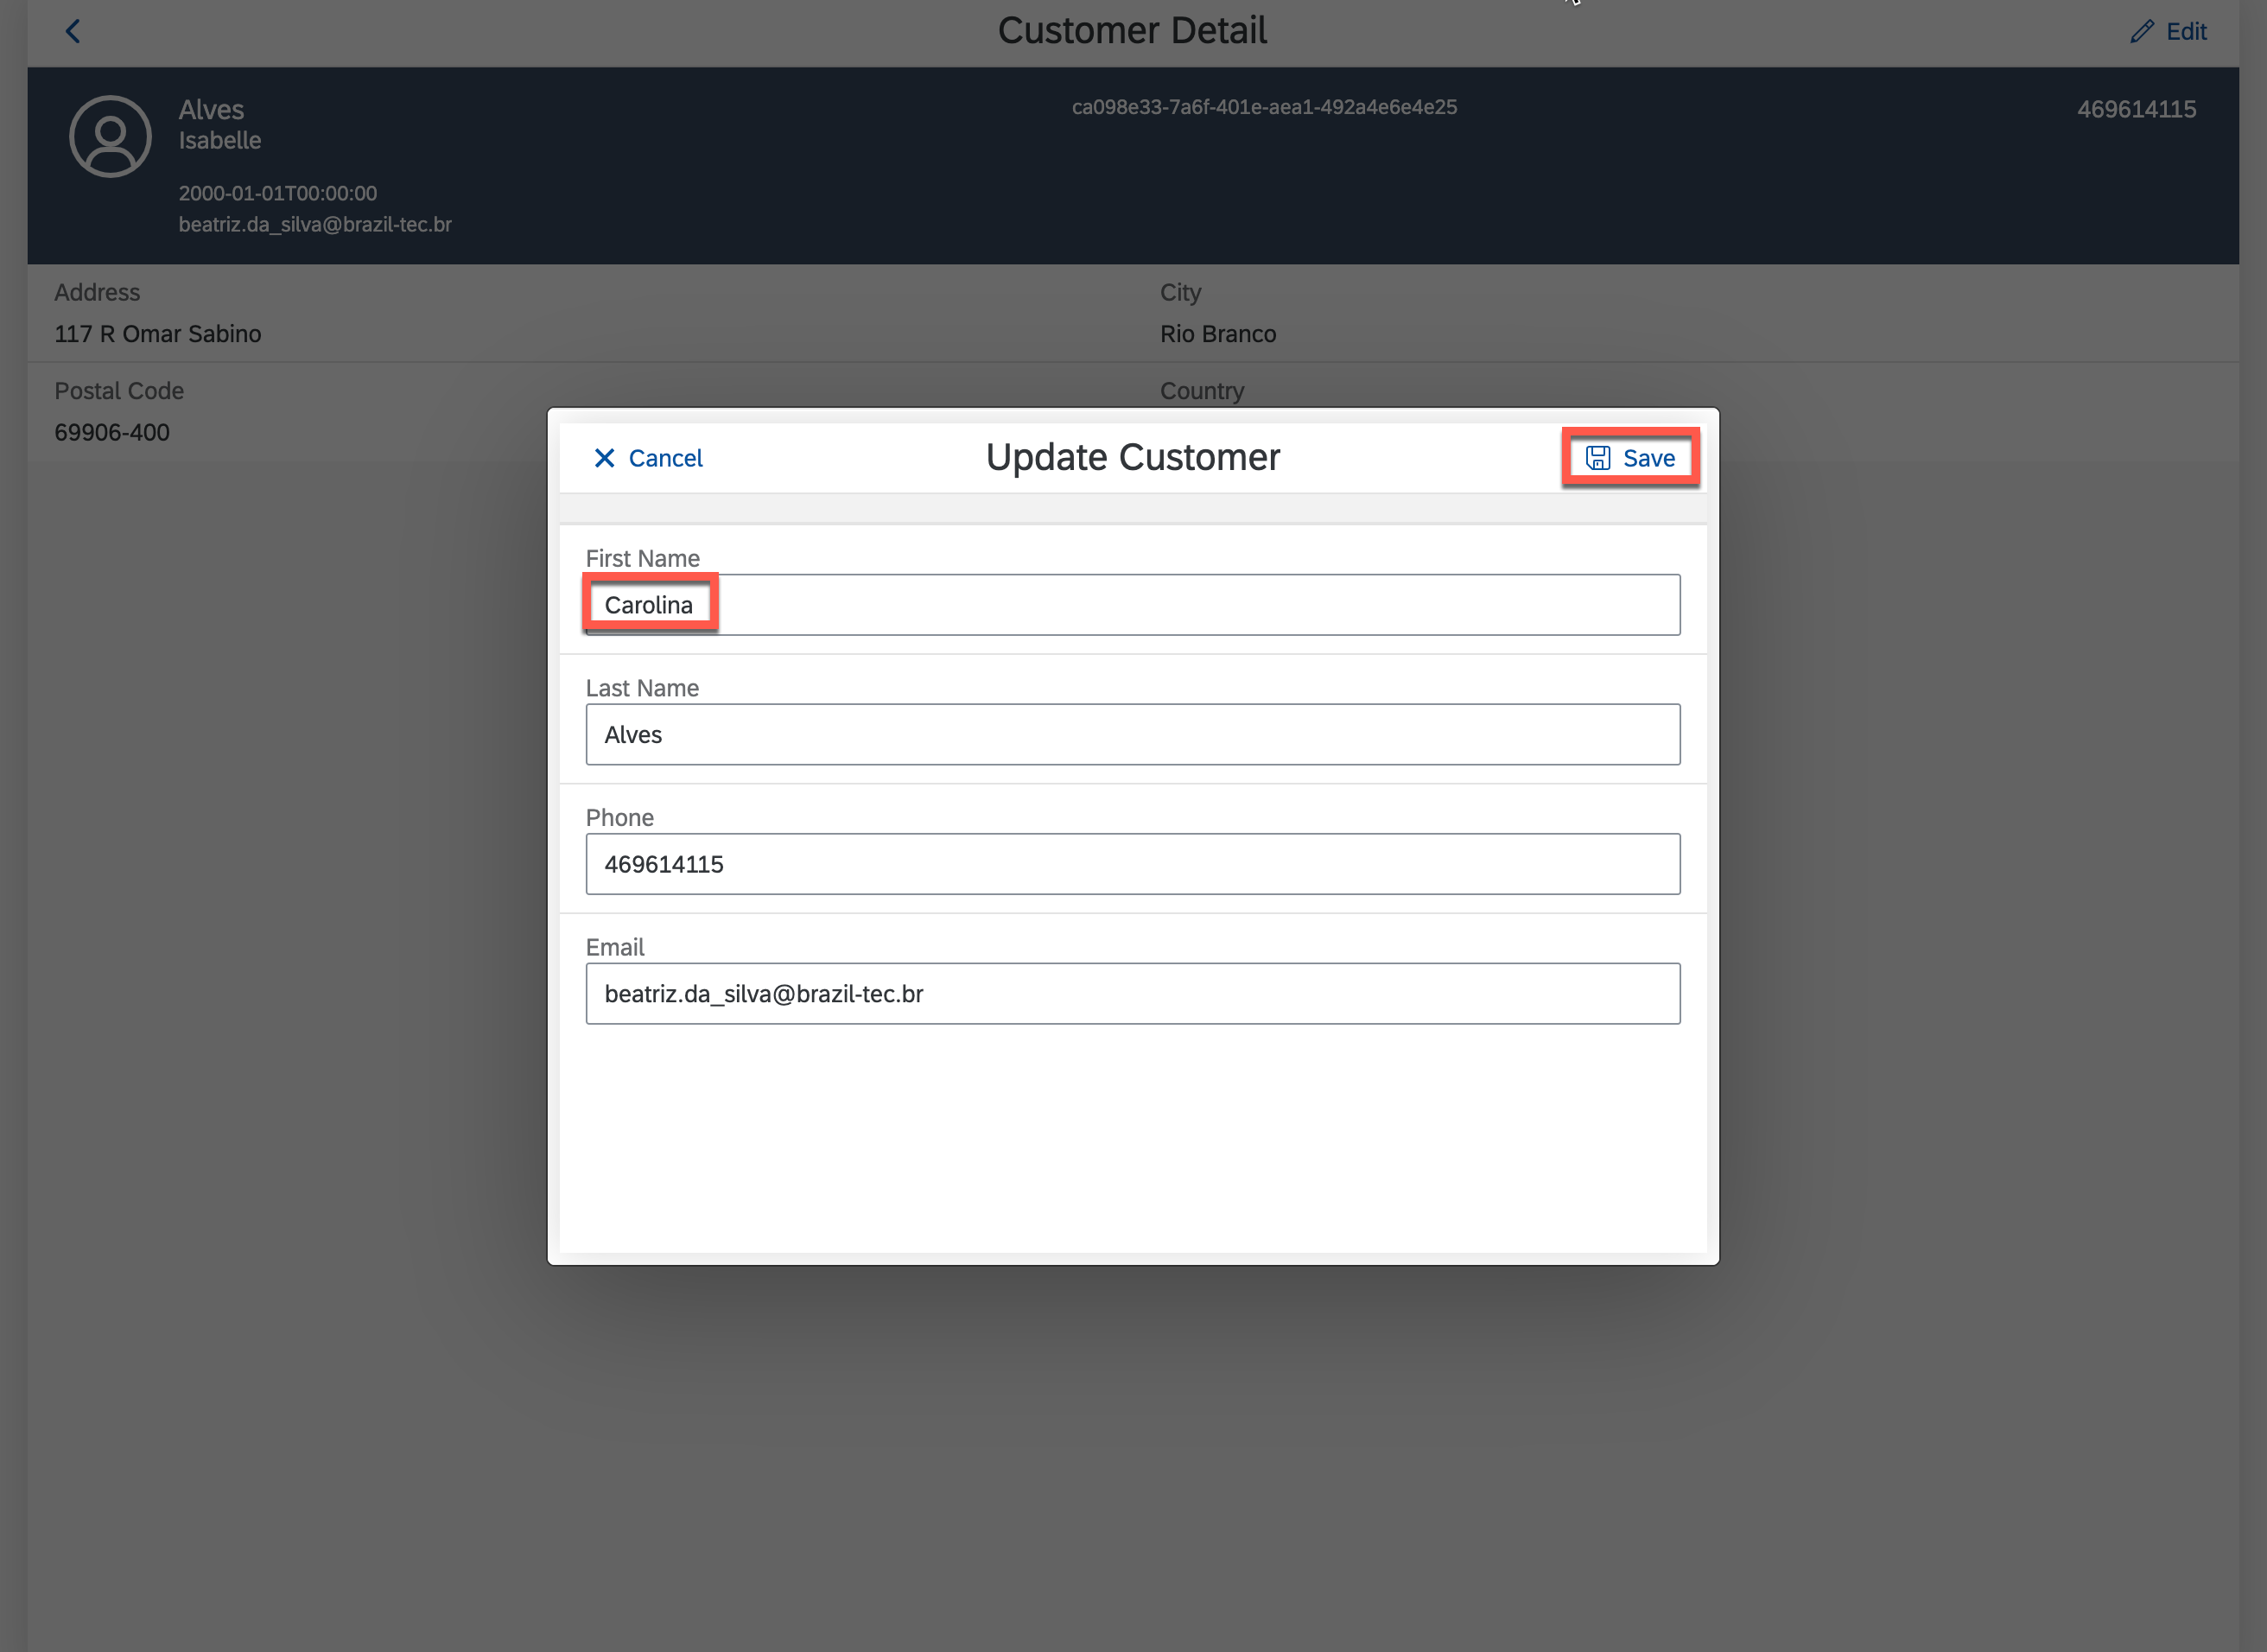 Customer Detail
Edit
Alves
Isabelle
ca098e33-7a6f-401e-aea1-492a4e6e4e25
469614115
2000-01-01T00:00:00
beatriz.da_silva@brazil-tec.br
Address
City
117 R Omar Sabino
Rio Branco
Postal Code
Country
69906-400
Cancel
Update Customer
Save
First Name
Carolina
Last Name
Alves
Phone
469614115
Email
beatriz.da_silva@brazil-tec.br